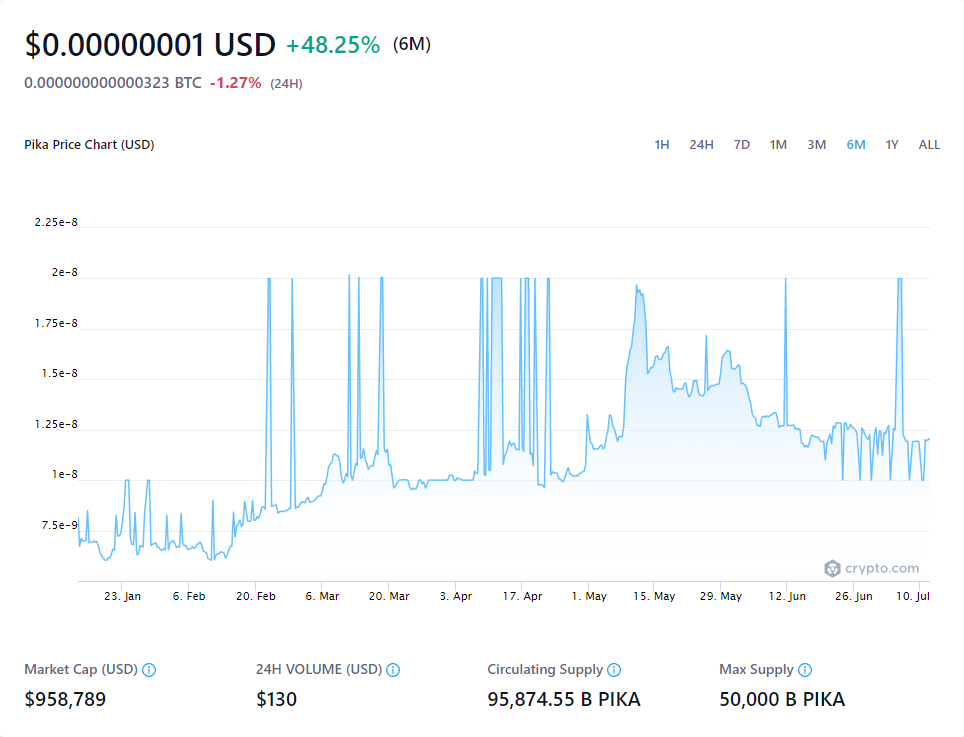 $0.00000001 USD +48.25% (6M)
0.000000000000323 BTC -1.27% (24H)
Pika Price Chart (USD) 1H 24H 7D 1M 3M 6M 1Y ALL
2.25e-8
2e-8
1.75e-8
1.5e-8
1.25e-8
1e-8
7.5e-9
crypto.com
23. Jan 6. Feb 20. Feb 6. Mar 20. Mar 3. Apr 17. Apr 1. May 15. May 29. May 12. Jun 26. Jun 10. Jul
Market Cap (USD) 24H VOLUME (USD) Circulating Supply Max Supply
$958,789 $130 95,874.55 B PIKA 50,000 B PIKA